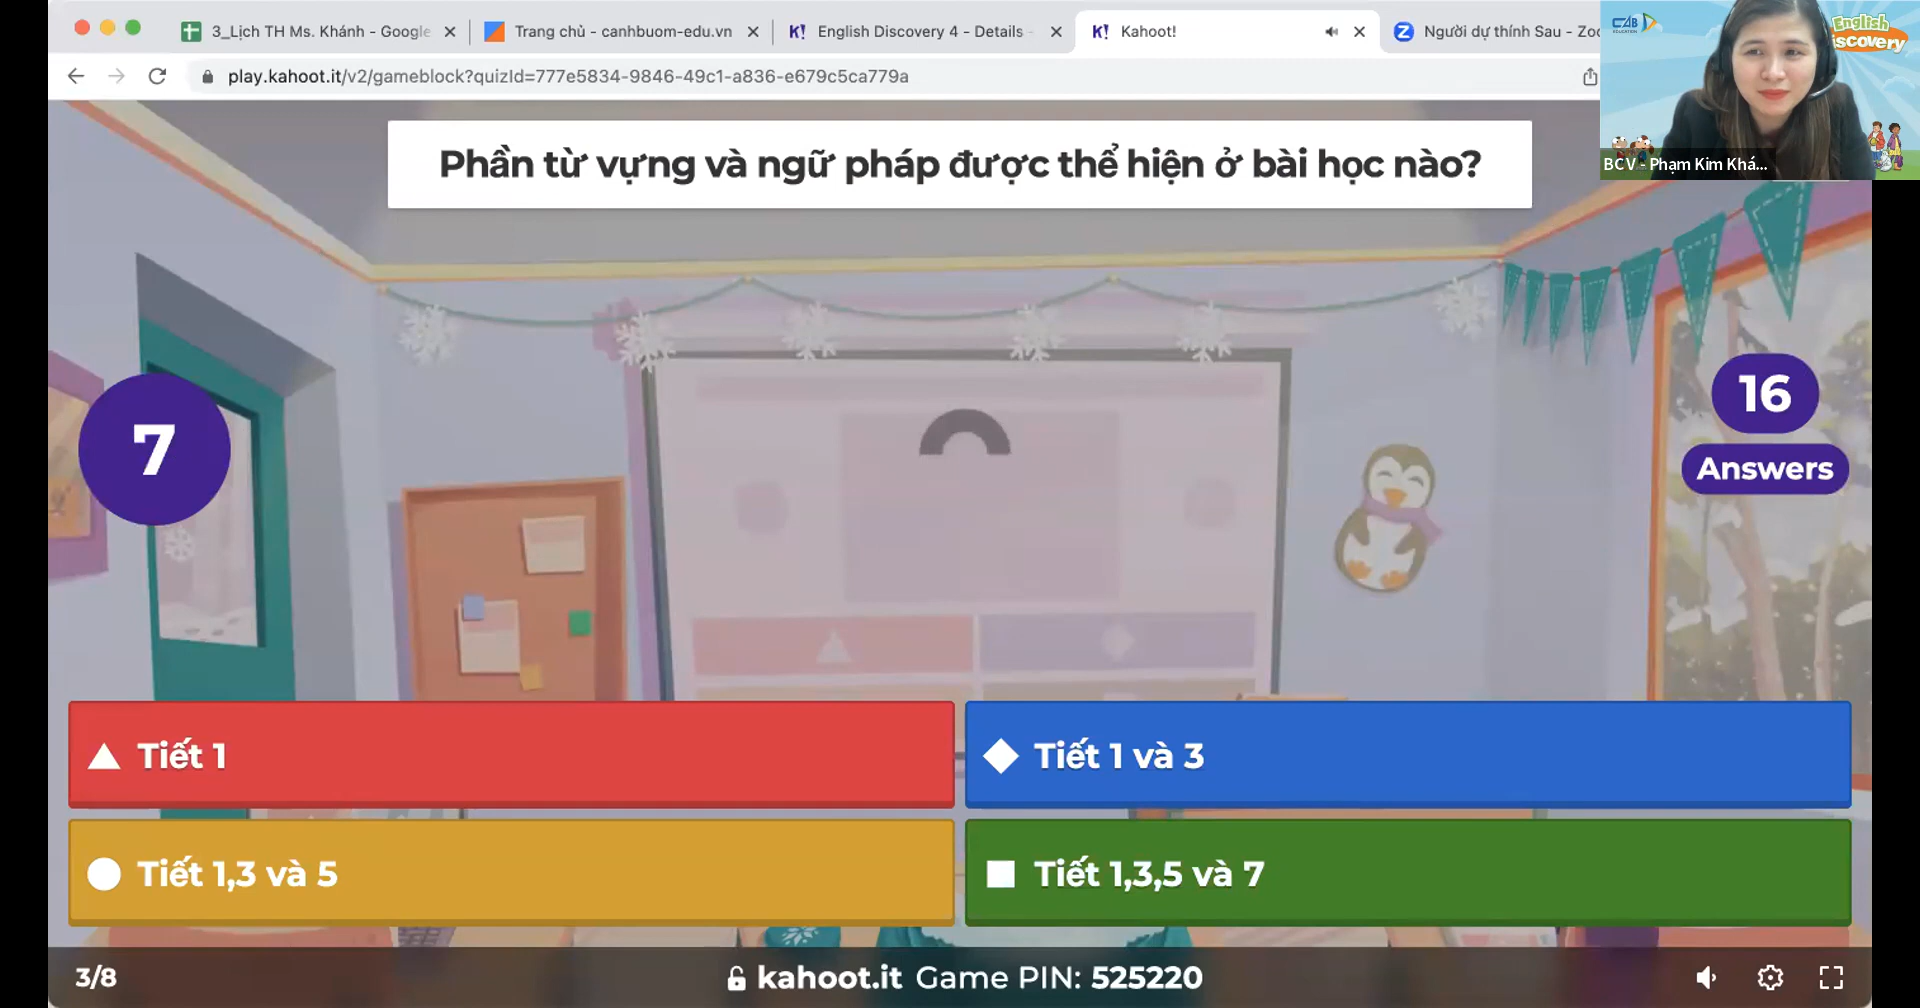 3_Lịch TH Ms. Khánh - Google
Trang chủ - canhbuom-edu.vn
K! English Discovery 4 - Details -
K! Kahoot!
Z Người dự thính Sau - Zoo
play.kahoot.it/v2/gameblock?quizId=777e5834-9846-49c1-a836-e679c5ca779a
English
iscovery
BCV - Phạm Kim Khá...
Phần từ vựng và ngữ pháp được thể hiện ở bài học nào?
7
16
Answers
Tiết 1
Tiết 1 và 3
Tiết 1,3 và 5
Tiết 1,3,5 và 7
3/8
kahoot.it Game PIN: 525220